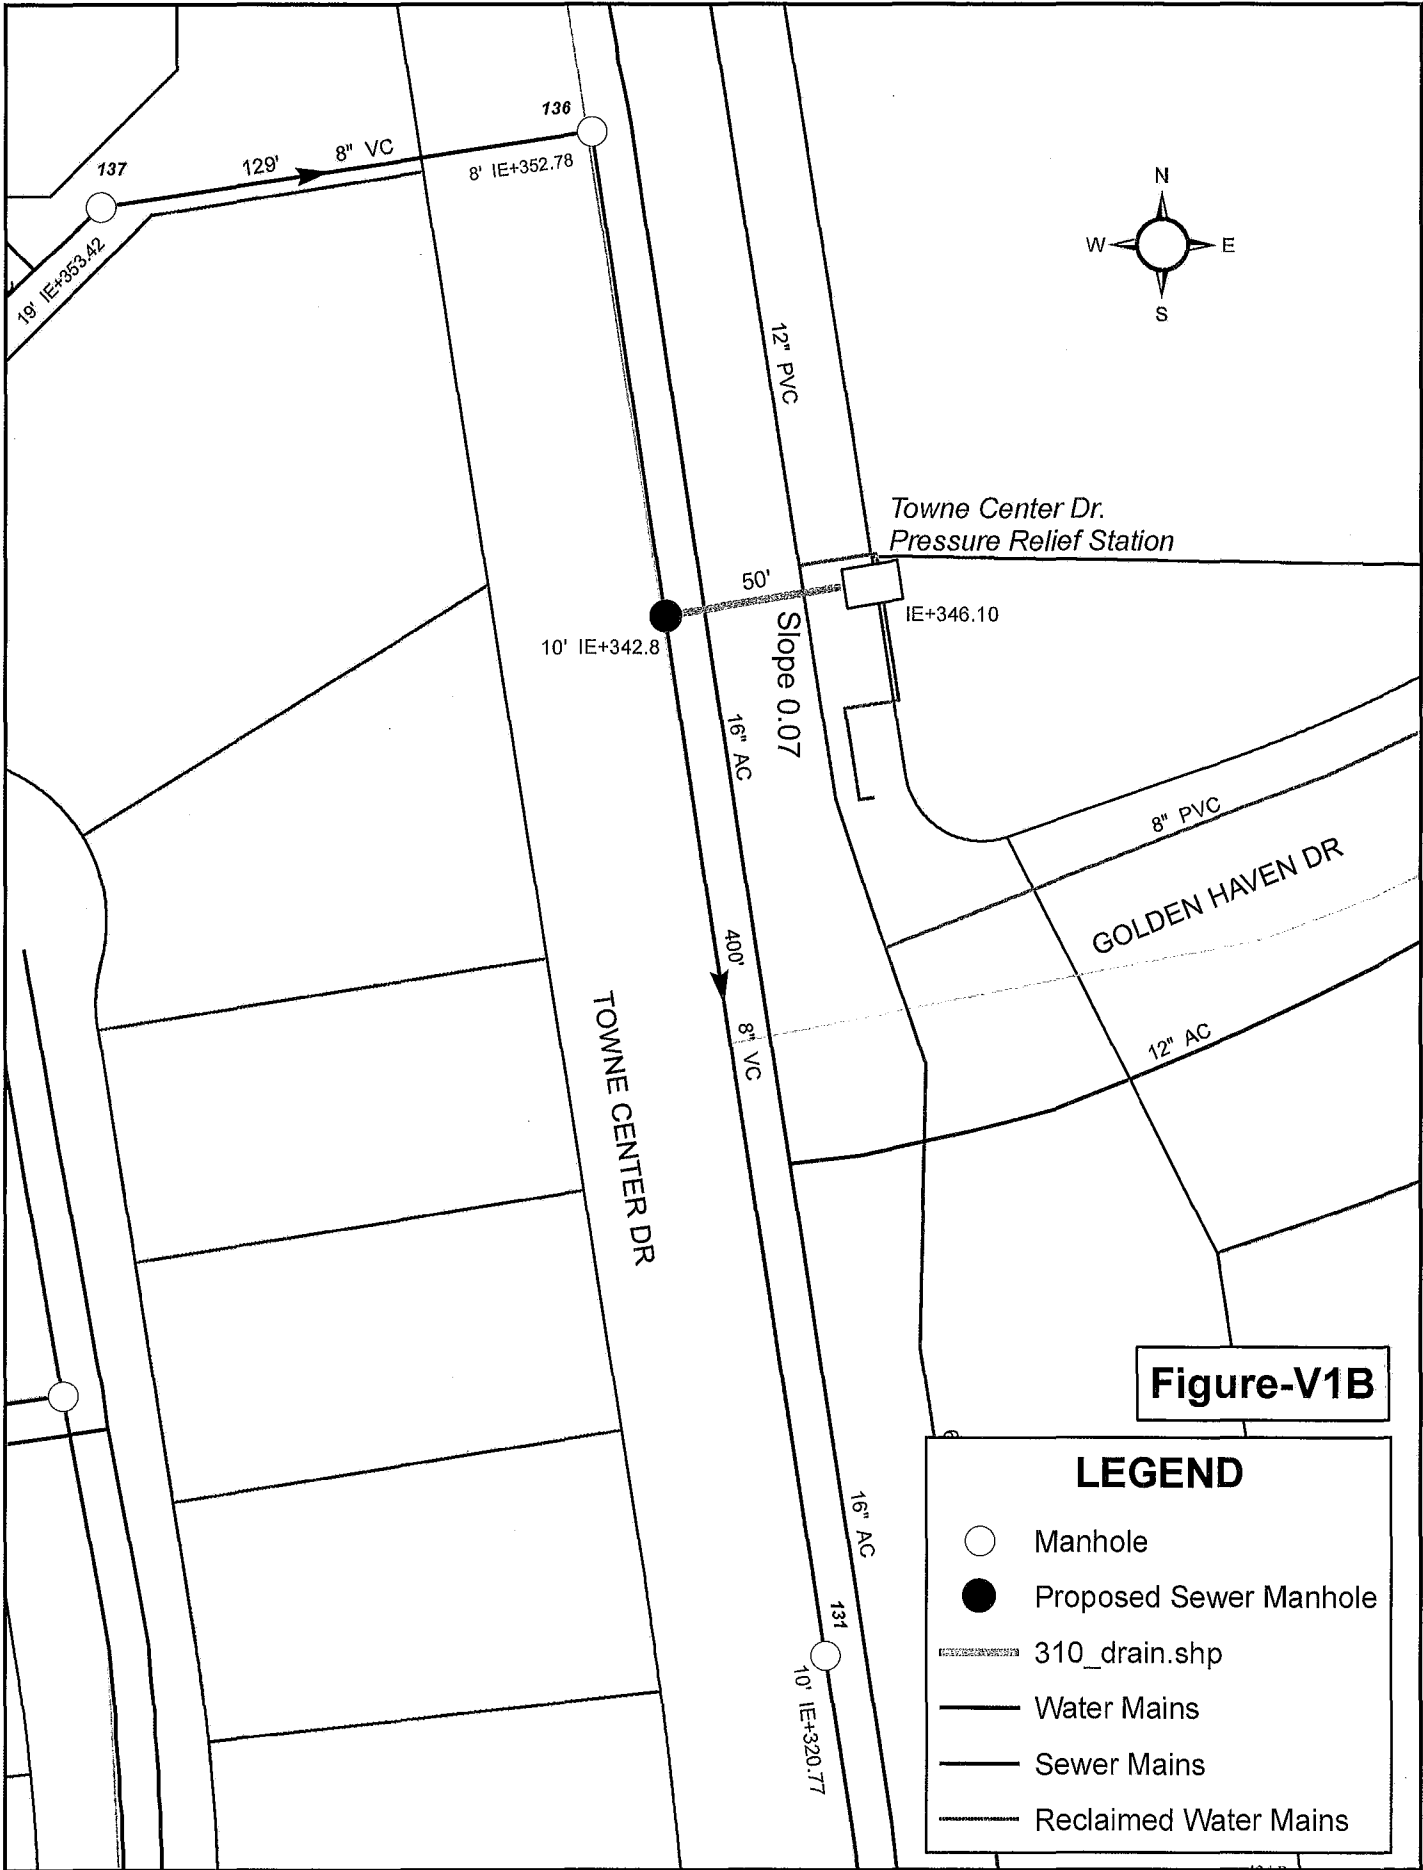 136
137
129'
8" VC
8' IE+352.78
19' IE+353.42
N
W
E
S
12" PVC
Towne Center Dr.
Pressure Relief Station
50'
IE+346.10
10' IE+342.8
Slope 0.07
16" AC
8" PVC
GOLDEN HAVEN DR
400'
8" VC
12" AC
TOWNE CENTER DR
Figure-V1B
LEGEND
Manhole
Proposed Sewer Manhole
310_drain.shp
Water Mains
Sewer Mains
Reclaimed Water Mains
16" AC
131
10' IE+320.77